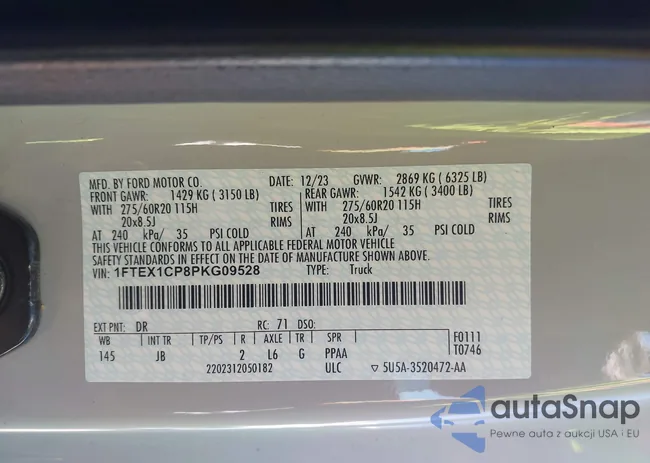 MFD. BY FORD MOTOR CO. DATE: 12/23 GVWR: 2869 KG ( 6325 LB)
FRONT GAWR: 1429 KG ( 3150 LB) REAR GAWR: 1542 KG ( 3400 LB)
WITH 275/60R20 115H TIRES WITH 275/60R20 115H TIRES
20x8.5J RIMS 20x8.5J RIMS
AT 240 kPa/ 35 PSI COLD AT 240 kPa/ 35 PSI COLD
THIS VEHICLE CONFORMS TO ALL APPLICABLE FEDERAL MOTOR VEHICLE
SAFETY STANDARDS IN EFFECT ON THE DATE OF MANUFACTURE SHOWN ABOVE.
VIN: 1FTEX1CP8PKG09528 TYPE: Truck
EXT PNT: DR RC: 71 DSO:
WB INT TR TP/PS R AXLE TR SPR F0111
145 JB 2 L6 G PPAA T0746
2202312050182 ULC ▽ 5U5A-3520472-AA
autaSnap
Pewne auta z aukcji USA i EU